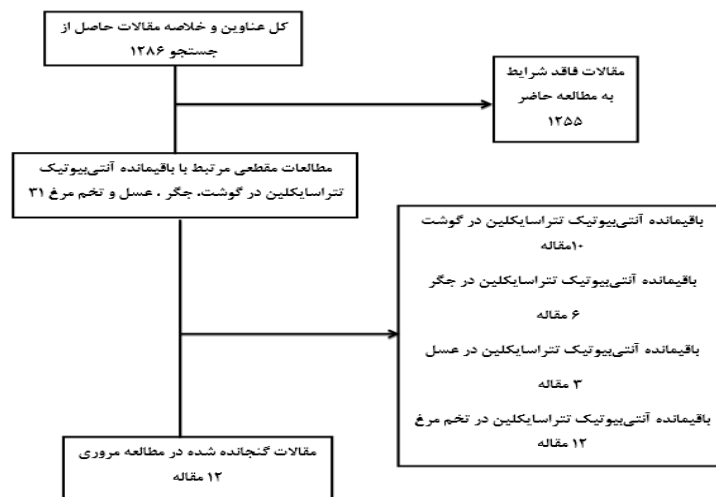 کل عناوین و خلاصه مقالات حاصل از
جستجو ۱۲۸۶
مقالات فاقد شرایط
به مطالعه حاضر
۱۲۵۵
مطالعات مقطعی مرتبط با باقیمانده آنتی‌بیوتیک
تتراسایکلین در گوشت، جگر ، عسل و تخم مرغ ۳۱
باقیمانده آنتی‌بیوتیک تتراسایکلین در گوشت
۱۰مقاله
باقیمانده آنتی‌بیوتیک تتراسایکلین در جگر
۶ مقاله
باقیمانده آنتی‌بیوتیک تتراسایکلین در عسل
۳ مقاله
باقیمانده آنتی‌بیوتیک تتراسایکلین در تخم مرغ
۱۲ مقاله
مقالات گنجانده شده در مطالعه مروری
۱۲ مقاله